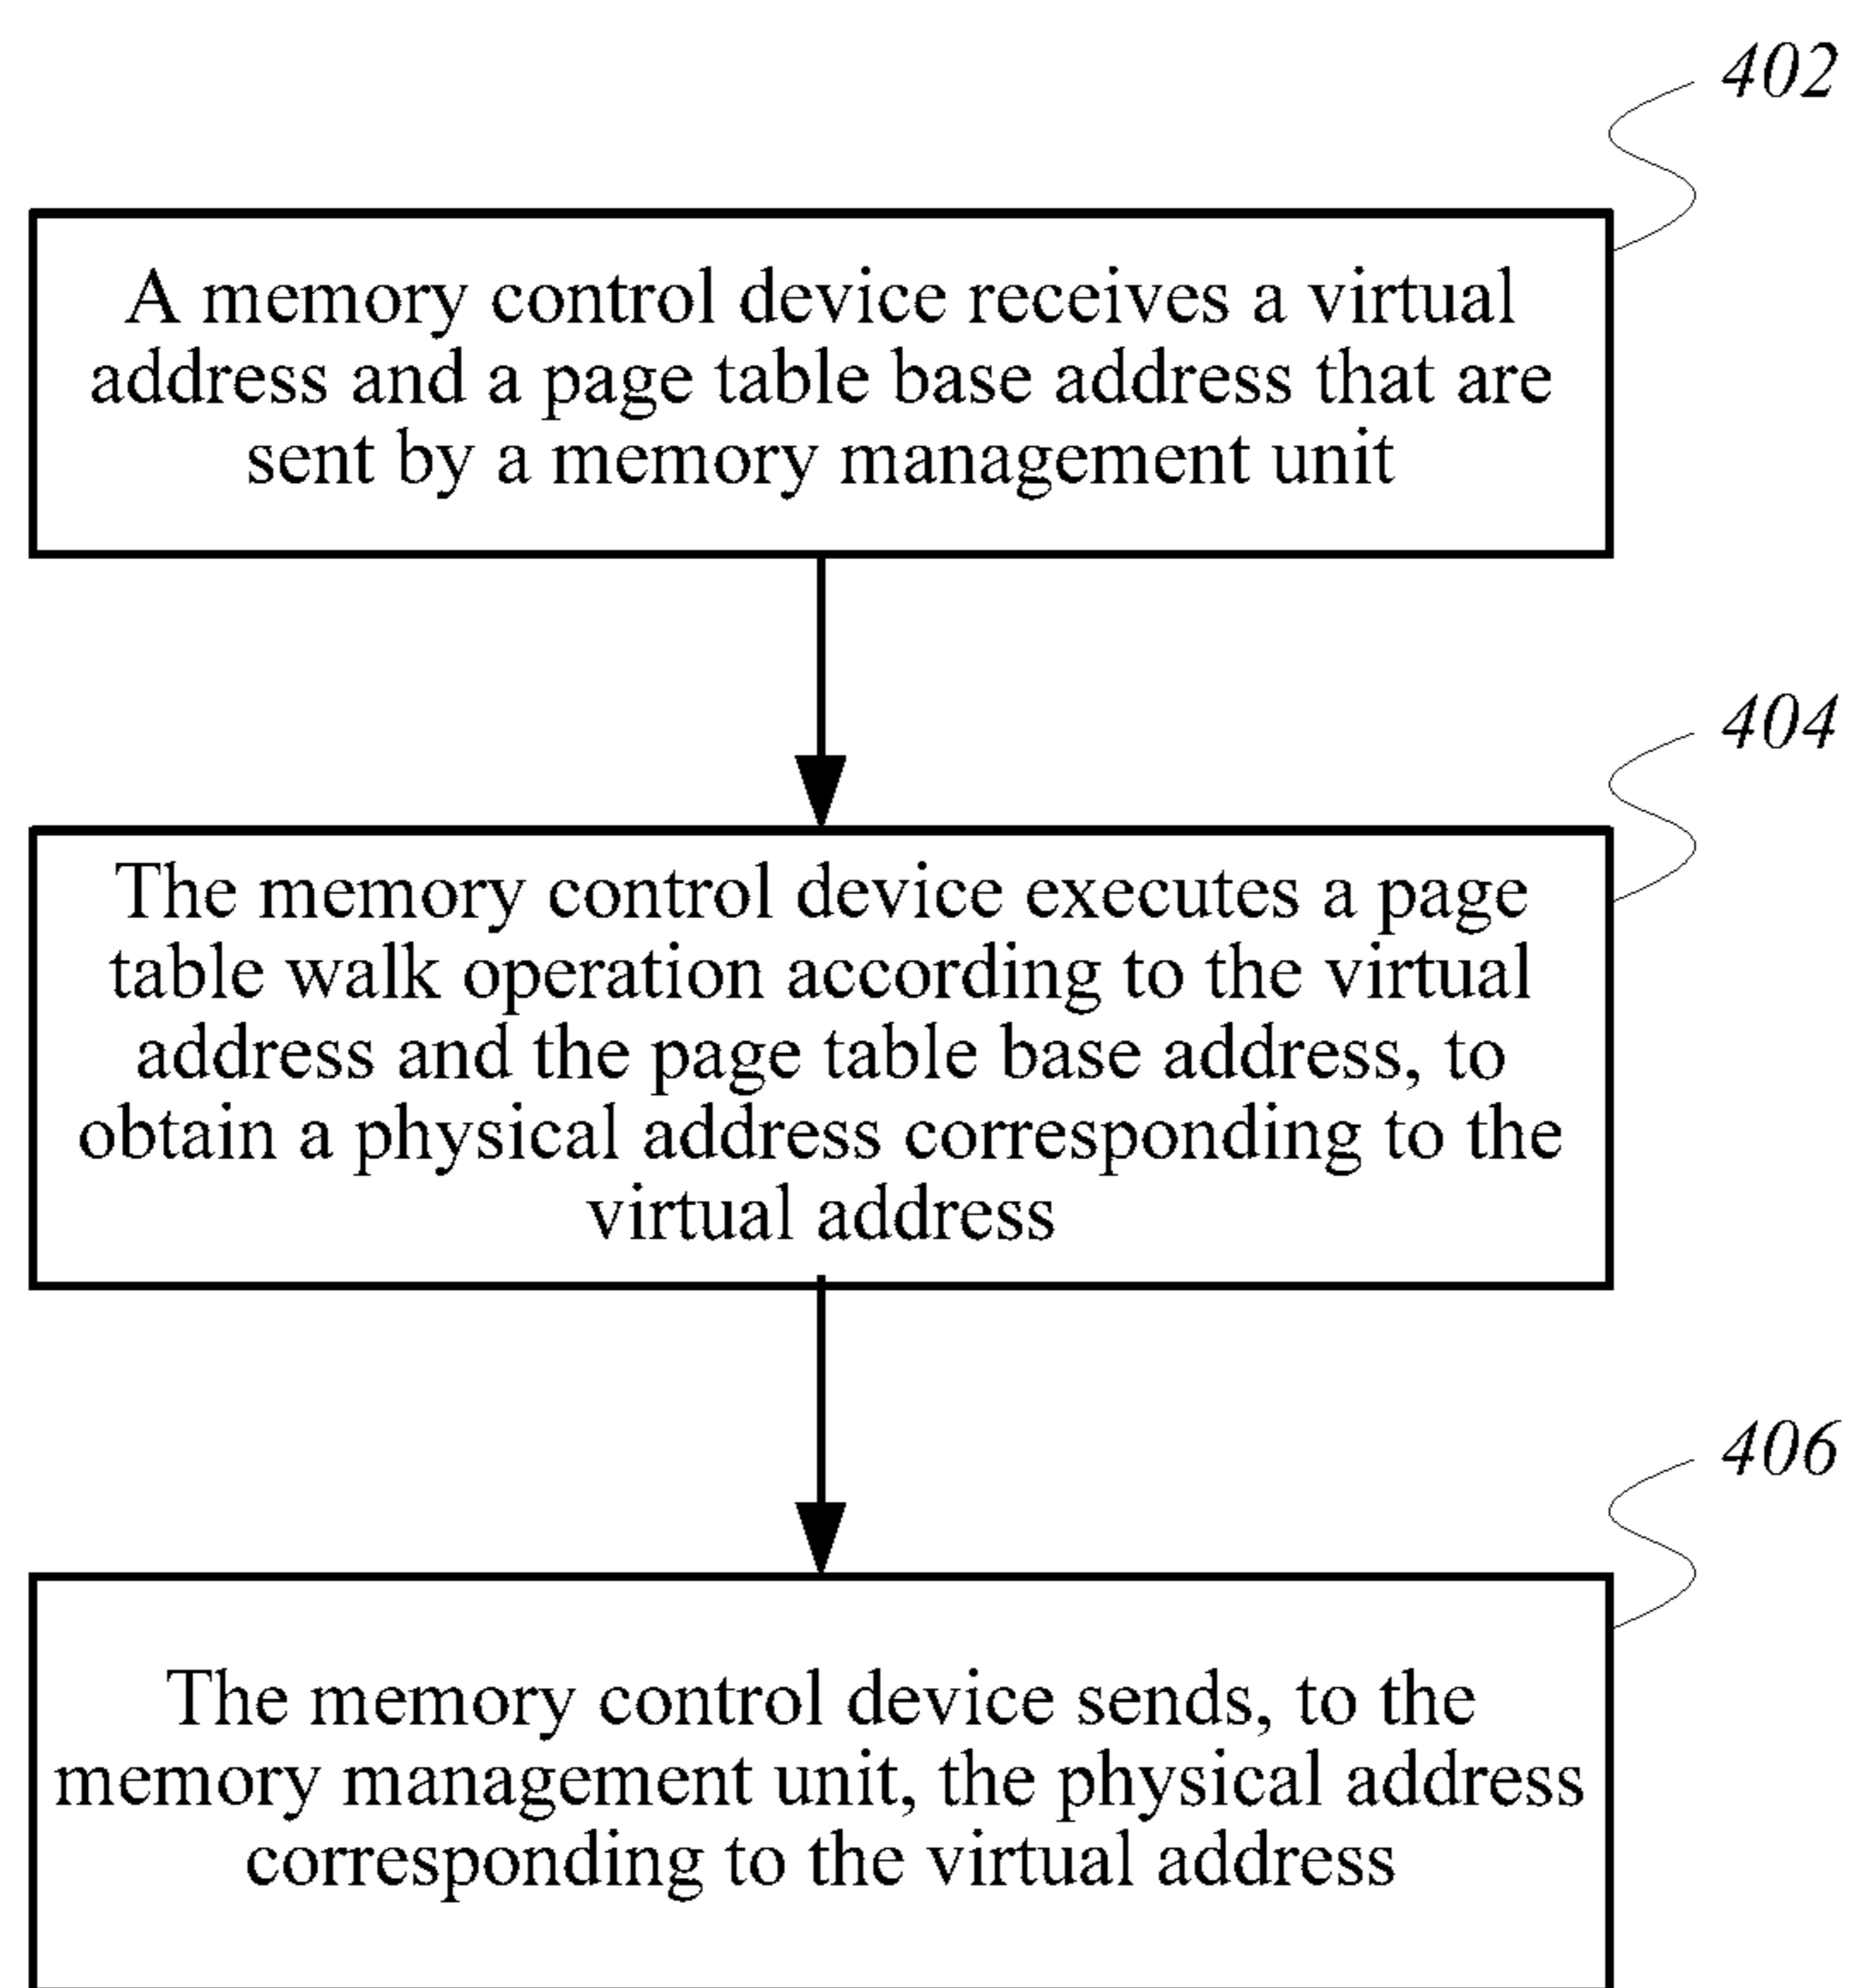 402
A memory control device receives a virtual
address and a page table base address that are
sent by a memory management unit
404
The memory control device executes a page
table walk operation according to the virtual
address and the page table base address, to
obtain a physical address corresponding to the
virtual address
406
The memory control device sends, to the
memory management unit, the physical address
corresponding to the virtual address